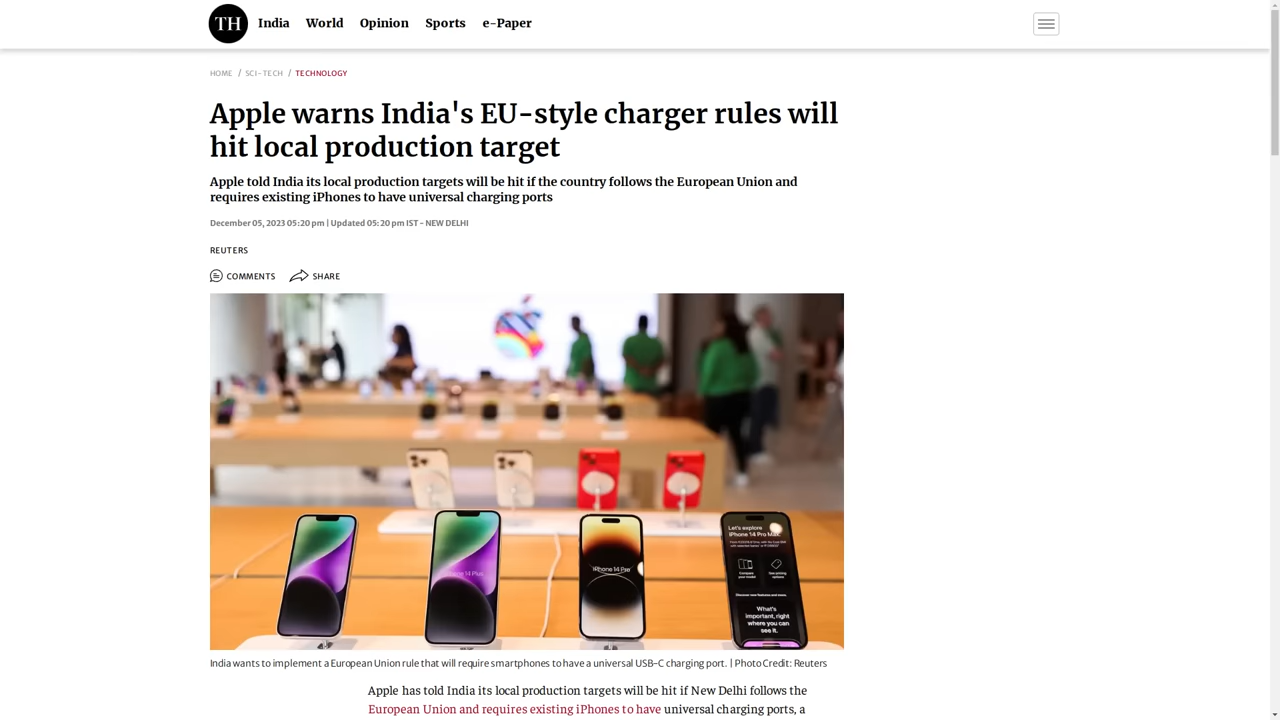 TH India World Opinion Sports e-Paper
HOME / SCI-TECH / TECHNOLOGY
Apple warns India's EU-style charger rules will
hit local production target
Apple told India its local production targets will be hit if the country follows the European Union and
requires existing iPhones to have universal charging ports
December 05, 2023 05:20 pm | Updated 05:20 pm IST - NEW DELHI
REUTERS
COMMENTS SHARE
iPhone 14 Plus
iPhone 14 Pro
Let's explore
iPhone 14 Pro Max.
Discover new features and more.
What's
important, right
where you can
see it.
India wants to implement a European Union rule that will require smartphones to have a universal USB-C charging port. | Photo Credit: Reuters
Apple has told India its local production targets will be hit if New Delhi follows the
European Union and requires existing iPhones to have universal charging ports, a